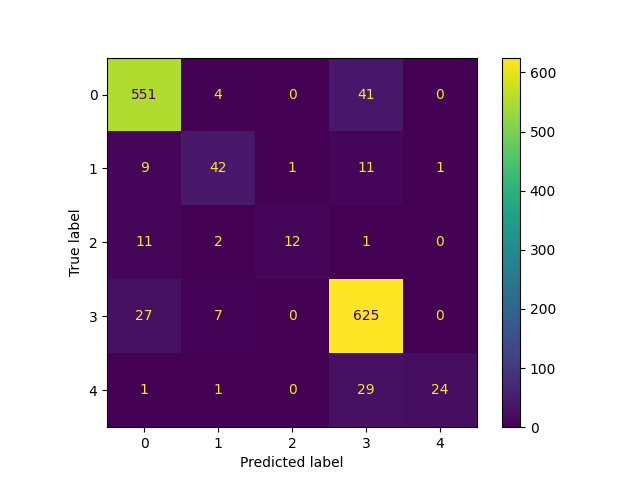 600
0 551 4 0 41 0
500
1 9 42 1 11 1
400
True label
2 11 2 12 1 0
300
3 27 7 0 625 0
200
100
4 1 1 0 29 24
0
0 1 2 3 4
Predicted label